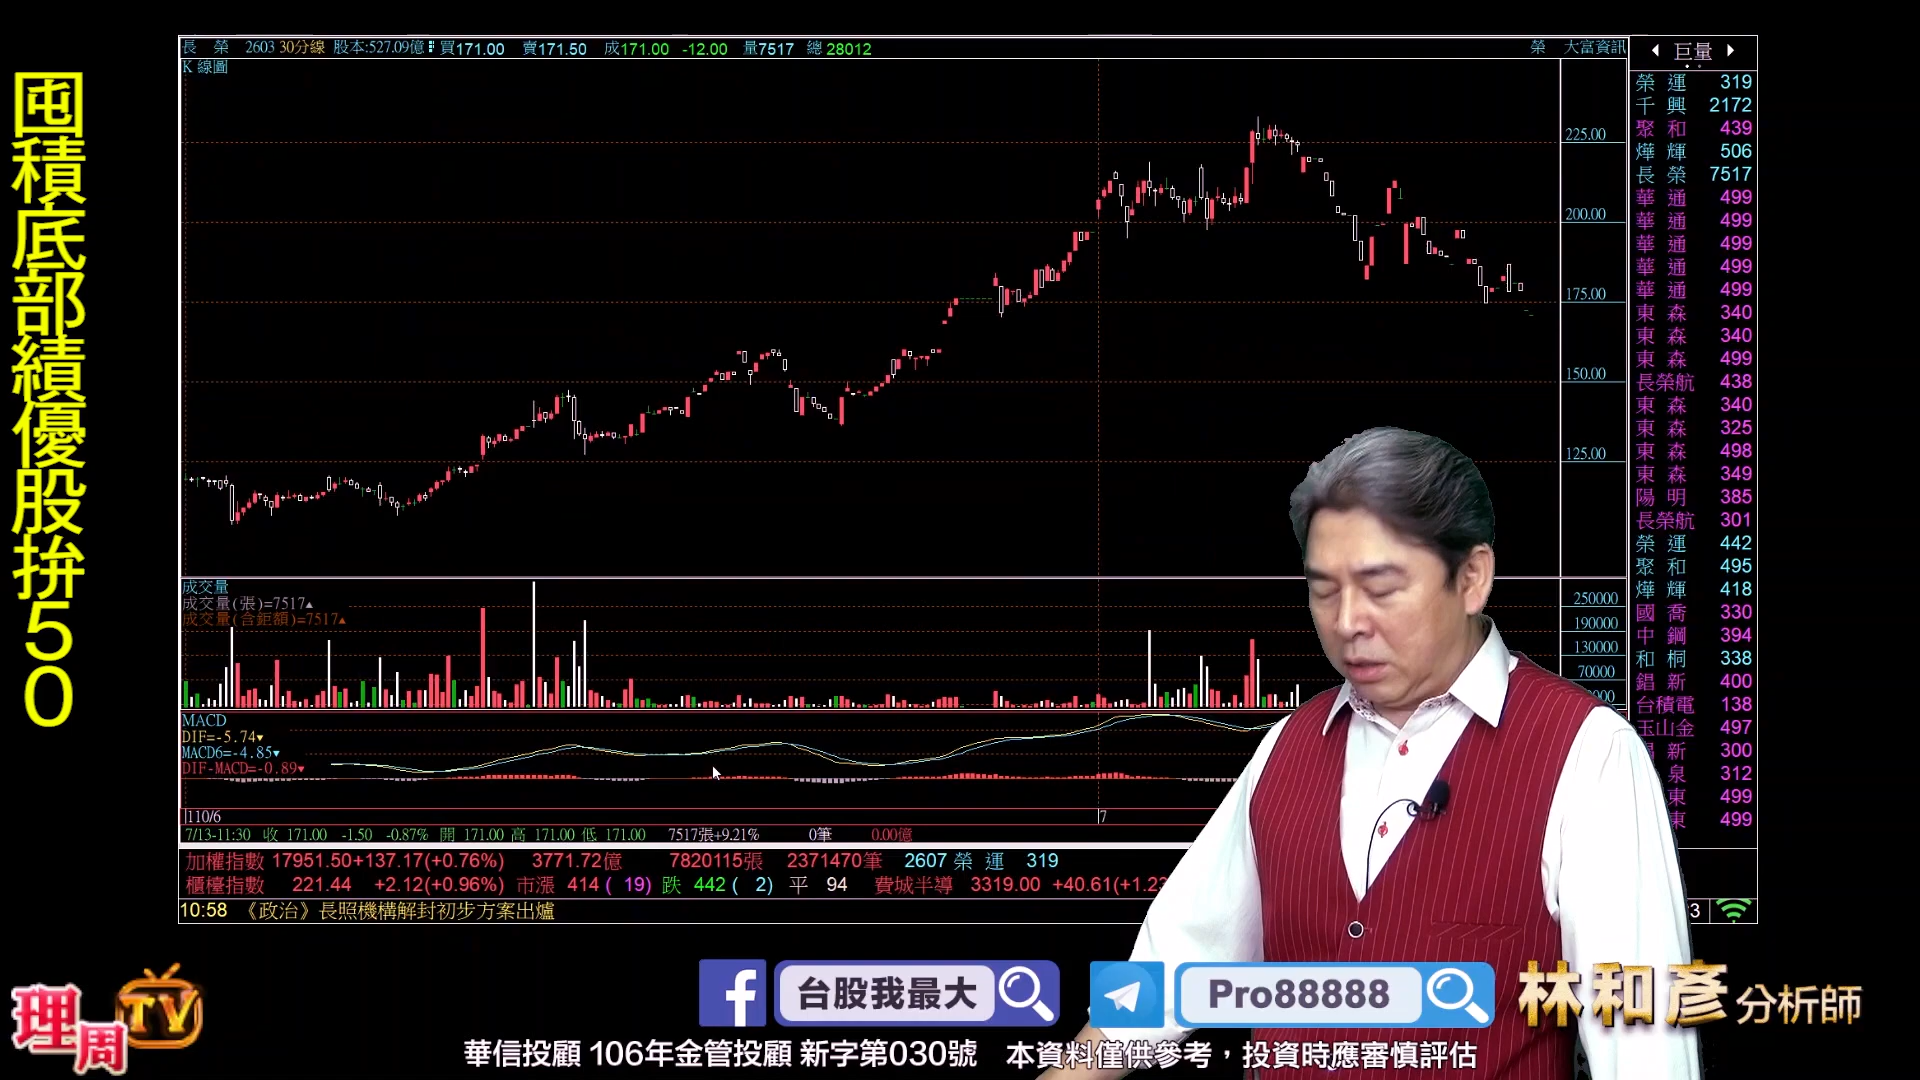 囤積底部績優股拚50
長 榮 2603 30分線 股本:527.09億 買171.00 賣171.50 成171.00 -12.00 量7517 總 28012 榮 大富資訊
K 線圖
225.00
200.00
175.00
150.00
125.00
成交量
成交量(張)=7517▲
成交量(含鉅額)=7517▲
250000
190000
130000
70000
MACD
DIF=-5.74▼
MACD6=-4.85▼
DIF-MACD=-0.89▼
110/6
7
7/13-11:30 收 171.00 -1.50 -0.87% 開 171.00 高 171.00 低 171.00 7517張+9.21% 0筆 0.00億
加權指數 17951.50+137.17(+0.76%) 3771.72億 7820115張 2371470筆 2607 榮 運 319
櫃檯指數 221.44 +2.12(+0.96%) 市漲 414 ( 19) 跌 442 ( 2) 平 94 費城半導 3319.00 +40.61(+1.23
10:58 《政治》長照機構解封初步方案出爐
巨量
榮 運 319
千 興 2172
聚 和 439
燁 輝 506
長 榮 7517
華 通 499
華 通 499
華 通 499
華 通 499
華 通 499
東 森 340
東 森 340
東 森 499
長榮航 438
東 森 340
東 森 325
東 森 498
東 森 349
陽 明 385
長榮航 301
榮 運 442
聚 和 495
燁 輝 418
國 喬 330
中 鋼 394
和 桐 338
錩 新 400
台積電 138
玉山金 497
新 300
泉 312
東 499
東 499
理周TV
台股我最大
Pro88888
林和彥 分析師
華信投顧 106年金管投顧 新字第030號 本資料僅供參考，投資時應審慎評估